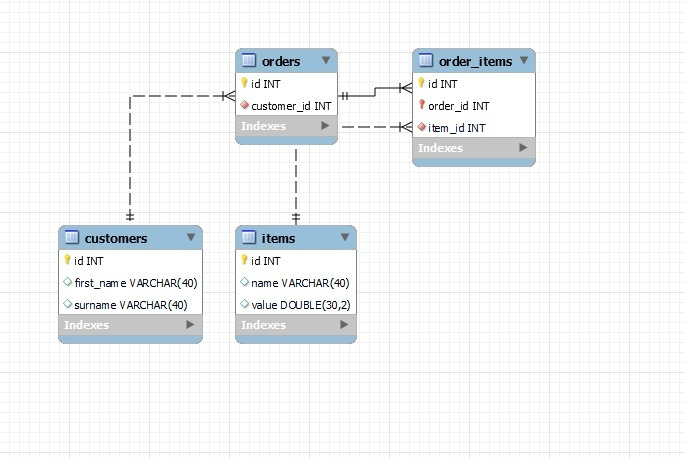 orders
id INT
customer_id INT
Indexes
order_items
id INT
order_id INT
item_id INT
Indexes
customers
id INT
first_name VARCHAR(40)
surname VARCHAR(40)
Indexes
items
id INT
name VARCHAR(40)
value DOUBLE(30,2)
Indexes